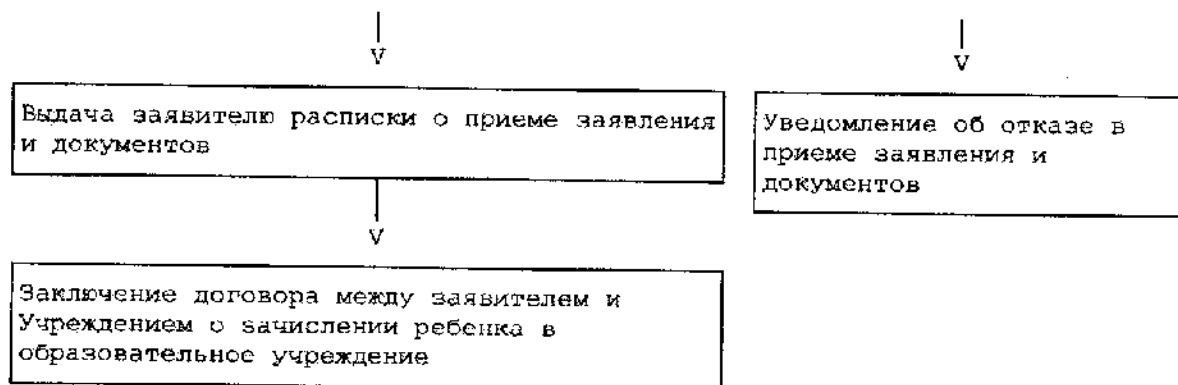 V
V
Выдача заявителю расписки о приеме заявления
и документов
Уведомление об отказе в
приеме заявления и
документов
V
Заключение договора между заявителем и
Учреждением о зачислении ребенка в
образовательное учреждение